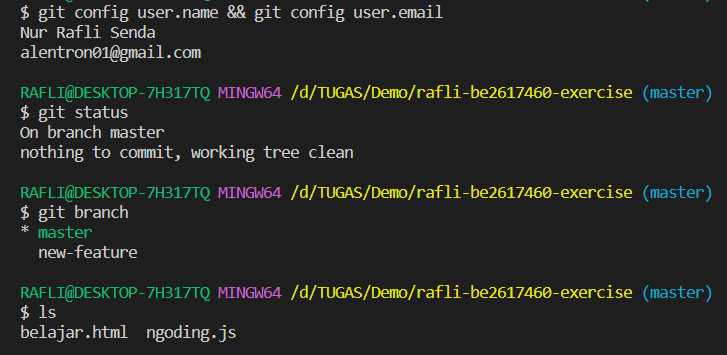 $ git config user.name && git config user.email
Nur Rafli Senda
alentron01@gmail.com
RAFLI@DESKTOP-7H317TQ MINGW64 /d/TUGAS/Demo/rafli-be2617460-exercise (master)
$ git status
On branch master
nothing to commit, working tree clean
RAFLI@DESKTOP-7H317TQ MINGW64 /d/TUGAS/Demo/rafli-be2617460-exercise (master)
$ git branch
* master
  new-feature
RAFLI@DESKTOP-7H317TQ MINGW64 /d/TUGAS/Demo/rafli-be2617460-exercise (master)
$ ls
belajar.html  ngoding.js